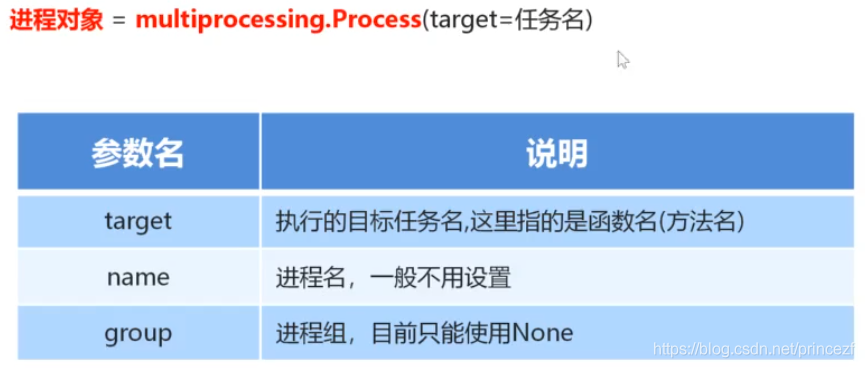 进程对象 = multiprocessing.Process(target=任务名)
参数名 说明
target 执行的目标任务名,这里指的是函数名(方法名)
name 进程名，一般不用设置
group 进程组，目前只能使用None
https://blog.csdn.net/princezf